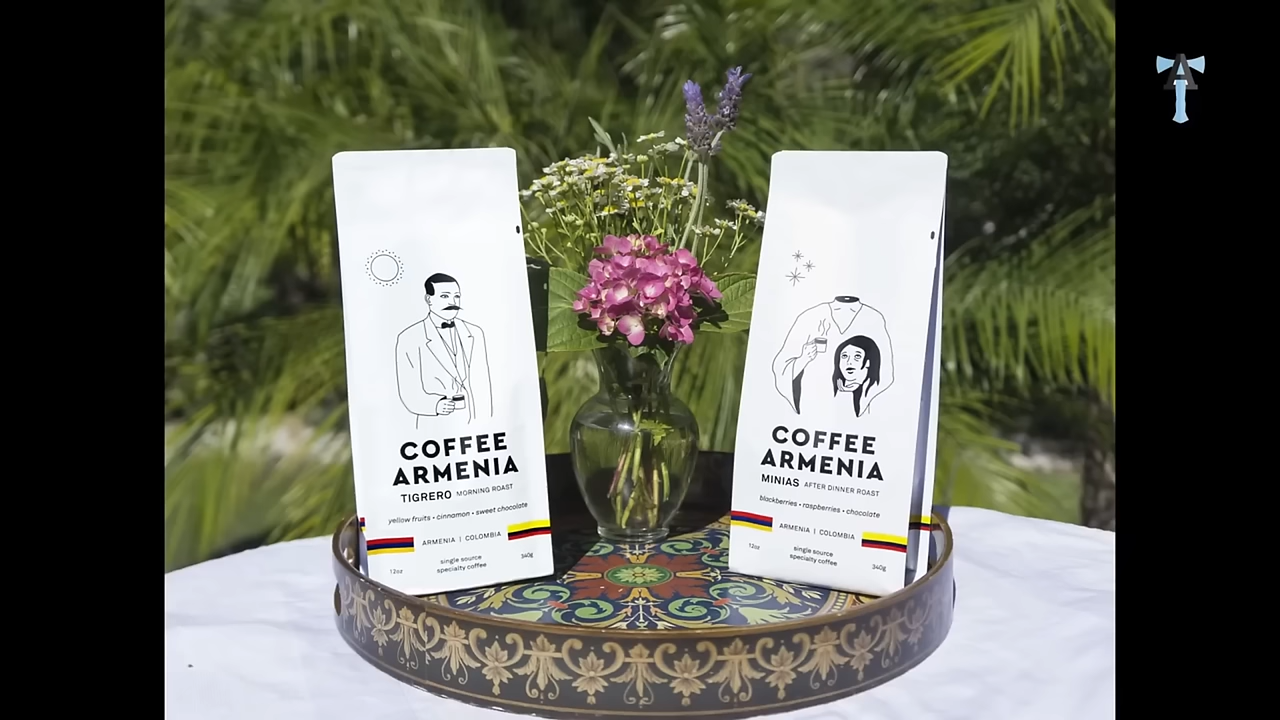 COFFEE
ARMENIA
TIGRERO MORNING ROAST
yellow fruits • cinnamon • sweet chocolate
ARMENIA | COLOMBIA
12oz
single source
specialty coffee
340g
COFFEE
ARMENIA
MINIAS AFTER DINNER ROAST
blackberries • raspberries • chocolate
ARMENIA | COLOMBIA
12oz
single source
specialty coffee
340g
A